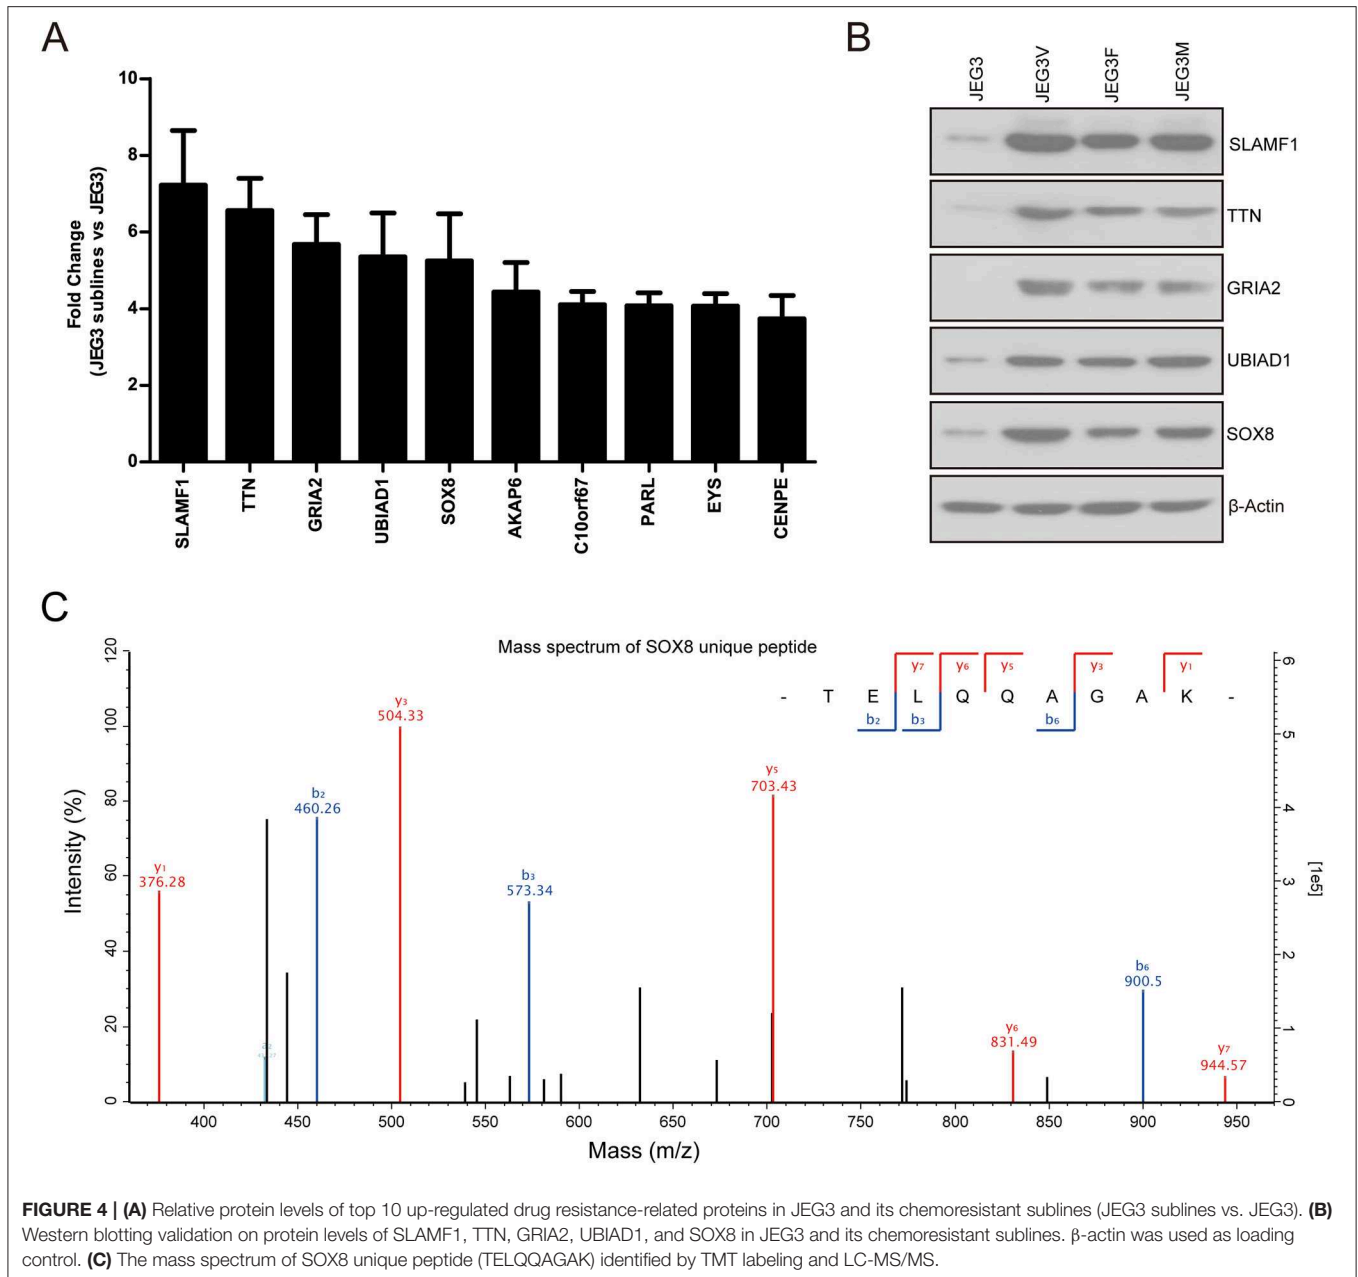 A
10
8
6
4
2
0
Fold Change
(JEG3 sublines vs JEG3)
SLAMF1
TTN
GRIA2
UBIAD1
SOX8
AKAP6
C10orf67
PARL
EYS
CENPE
B
JEG3
JEG3V
JEG3F
JEG3M
SLAMF1
TTN
GRIA2
UBIAD1
SOX8
β-Actin
C
Mass spectrum of SOX8 unique peptide
y₇ y₆ y₅ y₃ y₁
- T E L Q Q A G A K -
b₂ b₃ b₆
120
100
80
60
40
20
0
Intensity (%)
y₁
376.28
b₂
460.26
y₃
504.33
b₃
573.34
y₅
703.43
y₆
831.49
b₆
900.5
y₇
944.57
6
5
4
3
2
1
0
[1e5]
400 450 500 550 600 650 700 750 800 850 900 950
Mass (m/z)
FIGURE 4 | (A) Relative protein levels of top 10 up-regulated drug resistance-related proteins in JEG3 and its chemoresistant sublines (JEG3 sublines vs. JEG3). (B)
Western blotting validation on protein levels of SLAMF1, TTN, GRIA2, UBIAD1, and SOX8 in JEG3 and its chemoresistant sublines. β-actin was used as loading
control. (C) The mass spectrum of SOX8 unique peptide (TELQQAGAK) identified by TMT labeling and LC-MS/MS.